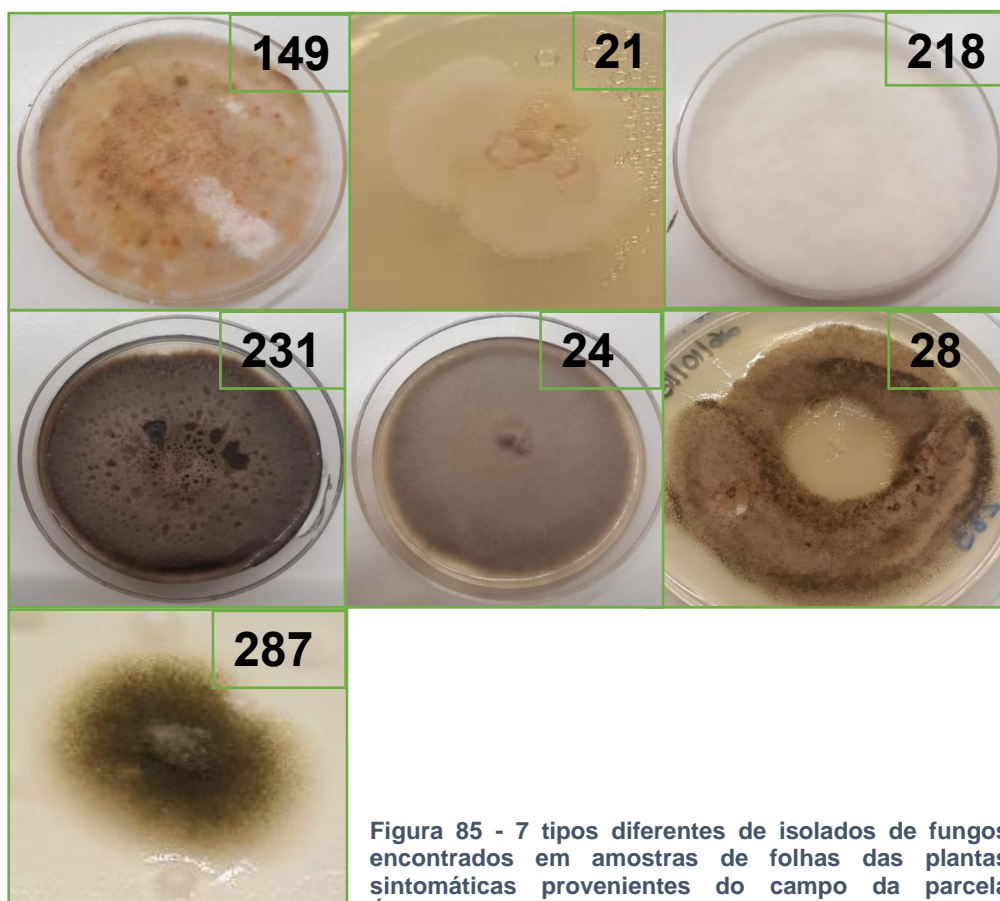 149
21
218
231
24
28
287
Figura 85 - 7 tipos diferentes de isolados de fungos
encontrados em amostras de folhas das plantas
sintomáticas provenientes do campo da parcela